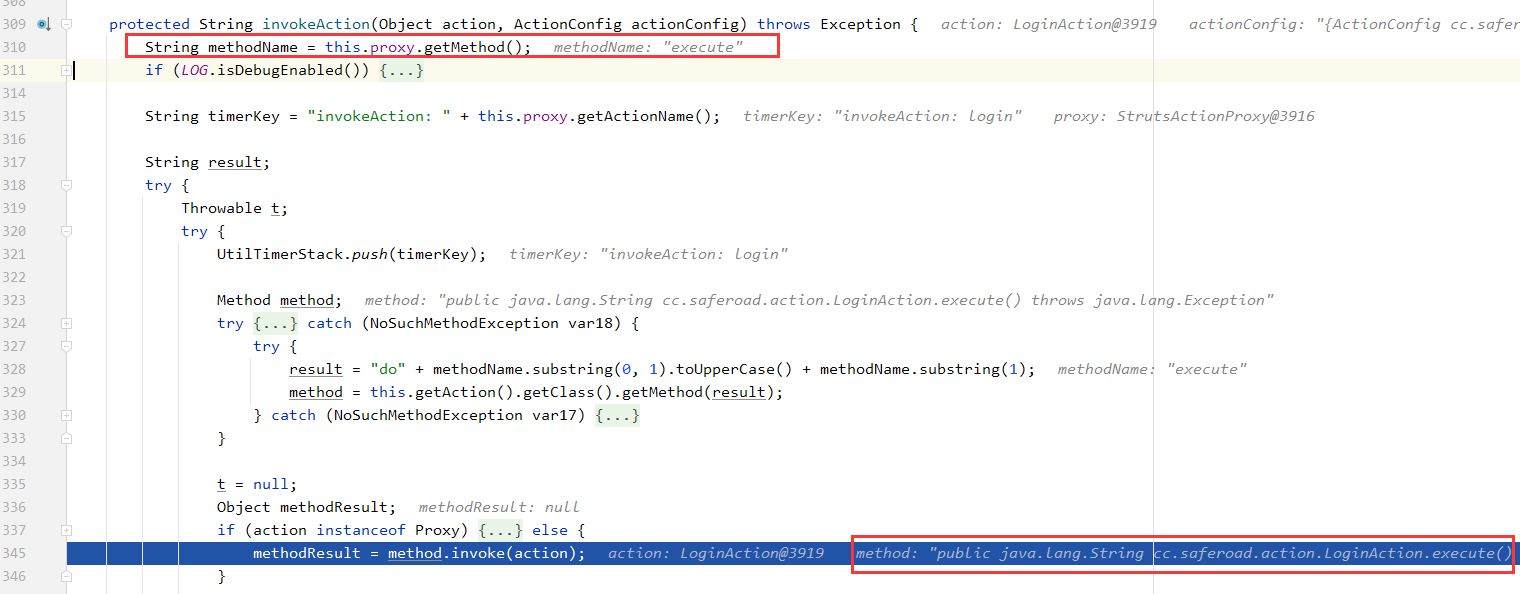 308
309 protected String invokeAction(Object action, ActionConfig actionConfig) throws Exception { action: LoginAction@3919 actionConfig: "{ActionConfig cc.safero
310 String methodName = this.proxy.getMethod(); methodName: "execute"
311 if (LOG.isDebugEnabled()) {...}
314
315 String timerKey = "invokeAction: " + this.proxy.getActionName(); timerKey: "invokeAction: login" proxy: StrutsActionProxy@3916
316
317 String result;
318 try {
319 Throwable t;
320 try {
321 UtilTimerStack.push(timerKey); timerKey: "invokeAction: login"
322
323 Method method; method: "public java.lang.String cc.saferoad.action.LoginAction.execute() throws java.lang.Exception"
324 try {...} catch (NoSuchMethodException var18) {
327 try {
328 result = "do" + methodName.substring(0, 1).toUpperCase() + methodName.substring(1); methodName: "execute"
329 method = this.getAction().getClass().getMethod(result);
330 } catch (NoSuchMethodException var17) {...}
333 }
334
335 t = null;
336 Object methodResult; methodResult: null
337 if (action instanceof Proxy) {...} else {
345 methodResult = method.invoke(action); action: LoginAction@3919 method: "public java.lang.String cc.saferoad.action.LoginAction.execute()
346 }